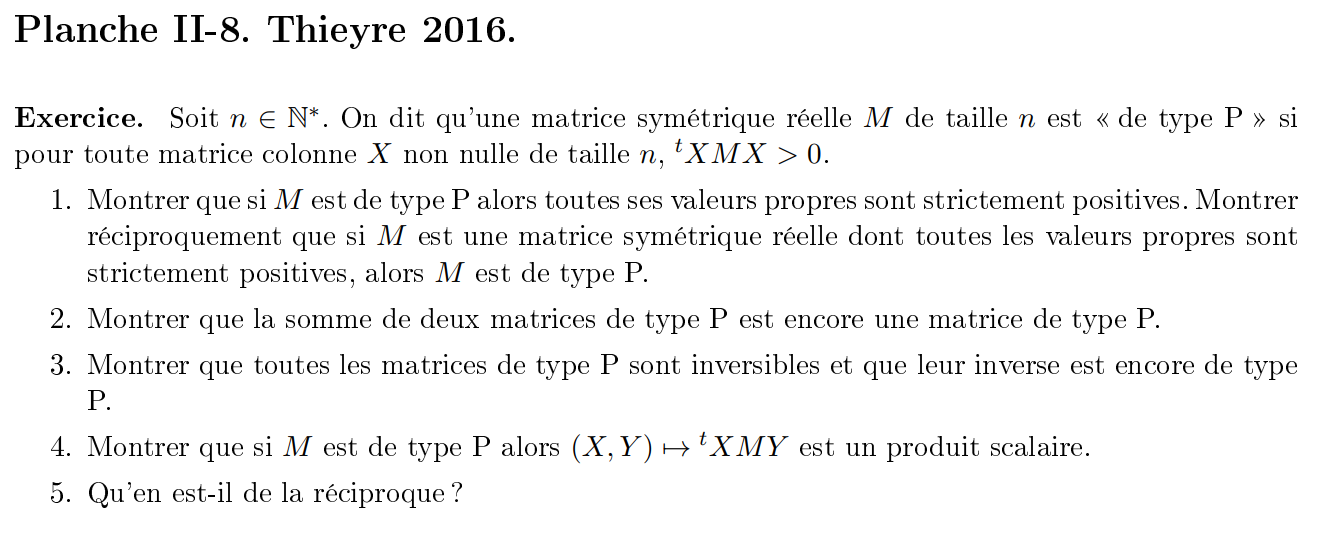 Planche II-8. Thieyre 2016.
Exercice. Soit n ∈ ℕ*. On dit qu'une matrice symétrique réelle M de taille n est « de type P » si
pour toute matrice colonne X non nulle de taille n, ᵗXMX > 0.
1. Montrer que si M est de type P alors toutes ses valeurs propres sont strictement positives. Montrer
réciproquement que si M est une matrice symétrique réelle dont toutes les valeurs propres sont
strictement positives, alors M est de type P.
2. Montrer que la somme de deux matrices de type P est encore une matrice de type P.
3. Montrer que toutes les matrices de type P sont inversibles et que leur inverse est encore de type
P.
4. Montrer que si M est de type P alors (X, Y) ↦ ᵗXMY est un produit scalaire.
5. Qu'en est-il de la réciproque ?